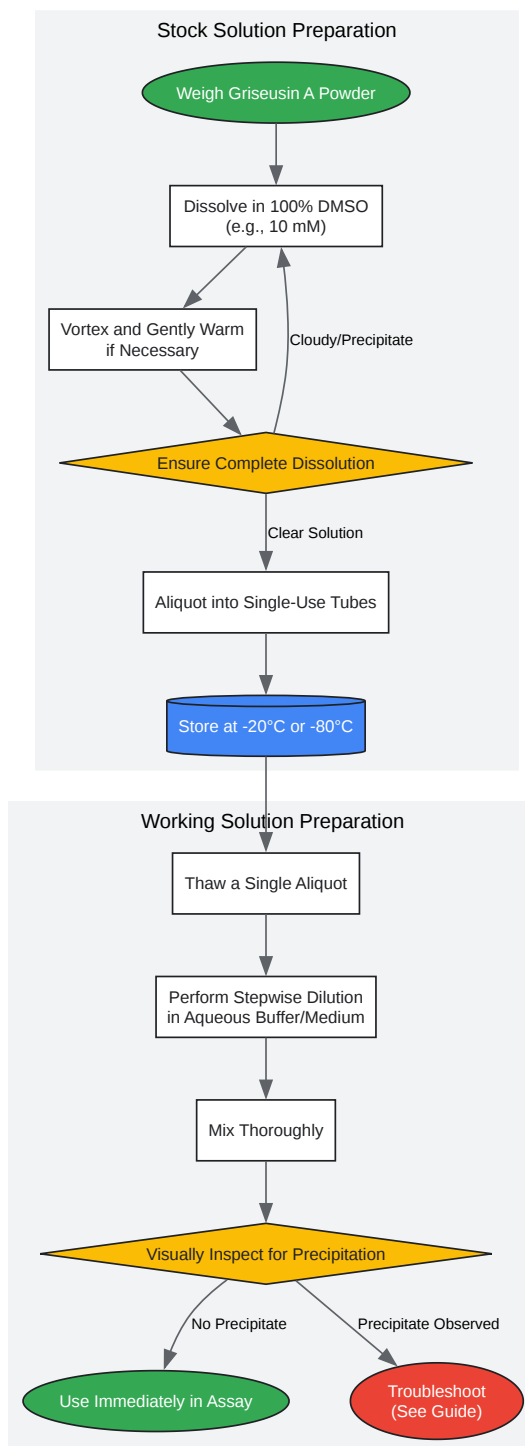 Stock Solution Preparation
Weigh Griseusin A Powder
Dissolve in 100% DMSO
(e.g., 10 mM)
Vortex and Gently Warm
if Necessary
Cloudy/Precipitate
Ensure Complete Dissolution
Clear Solution
Aliquot into Single-Use Tubes
Store at -20°C or -80°C
Working Solution Preparation
Thaw a Single Aliquot
Perform Stepwise Dilution
in Aqueous Buffer/Medium
Mix Thoroughly
Visually Inspect for Precipitation
No Precipitate
Precipitate Observed
Use Immediately in Assay
Troubleshoot
(See Guide)